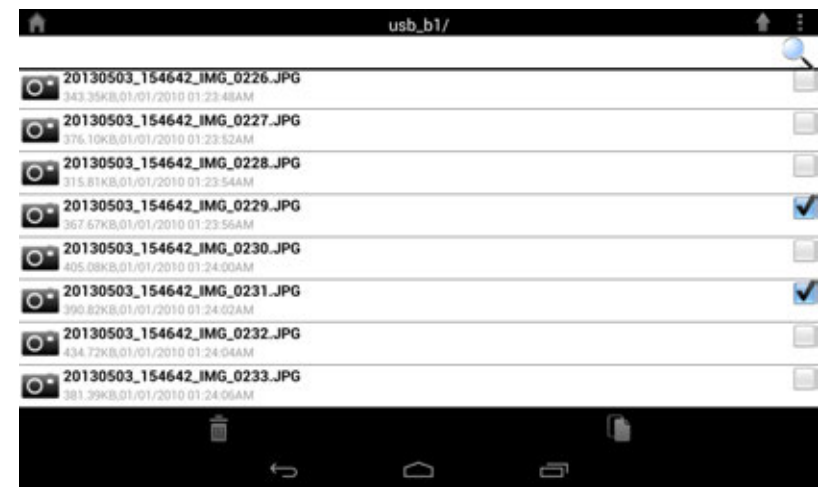 usb_b1/
20130503_154642_IMG_0226.JPG
343.35KB,01/01/2010 01:23:48AM
20130503_154642_IMG_0227.JPG
376.10KB,01/01/2010 01:23:52AM
20130503_154642_IMG_0228.JPG
315.81KB,01/01/2010 01:23:54AM
20130503_154642_IMG_0229.JPG
367.67KB,01/01/2010 01:23:56AM
20130503_154642_IMG_0230.JPG
405.08KB,01/01/2010 01:24:00AM
20130503_154642_IMG_0231.JPG
390.82KB,01/01/2010 01:24:02AM
20130503_154642_IMG_0232.JPG
434.72KB,01/01/2010 01:24:04AM
20130503_154642_IMG_0233.JPG
381.39KB,01/01/2010 01:24:06AM